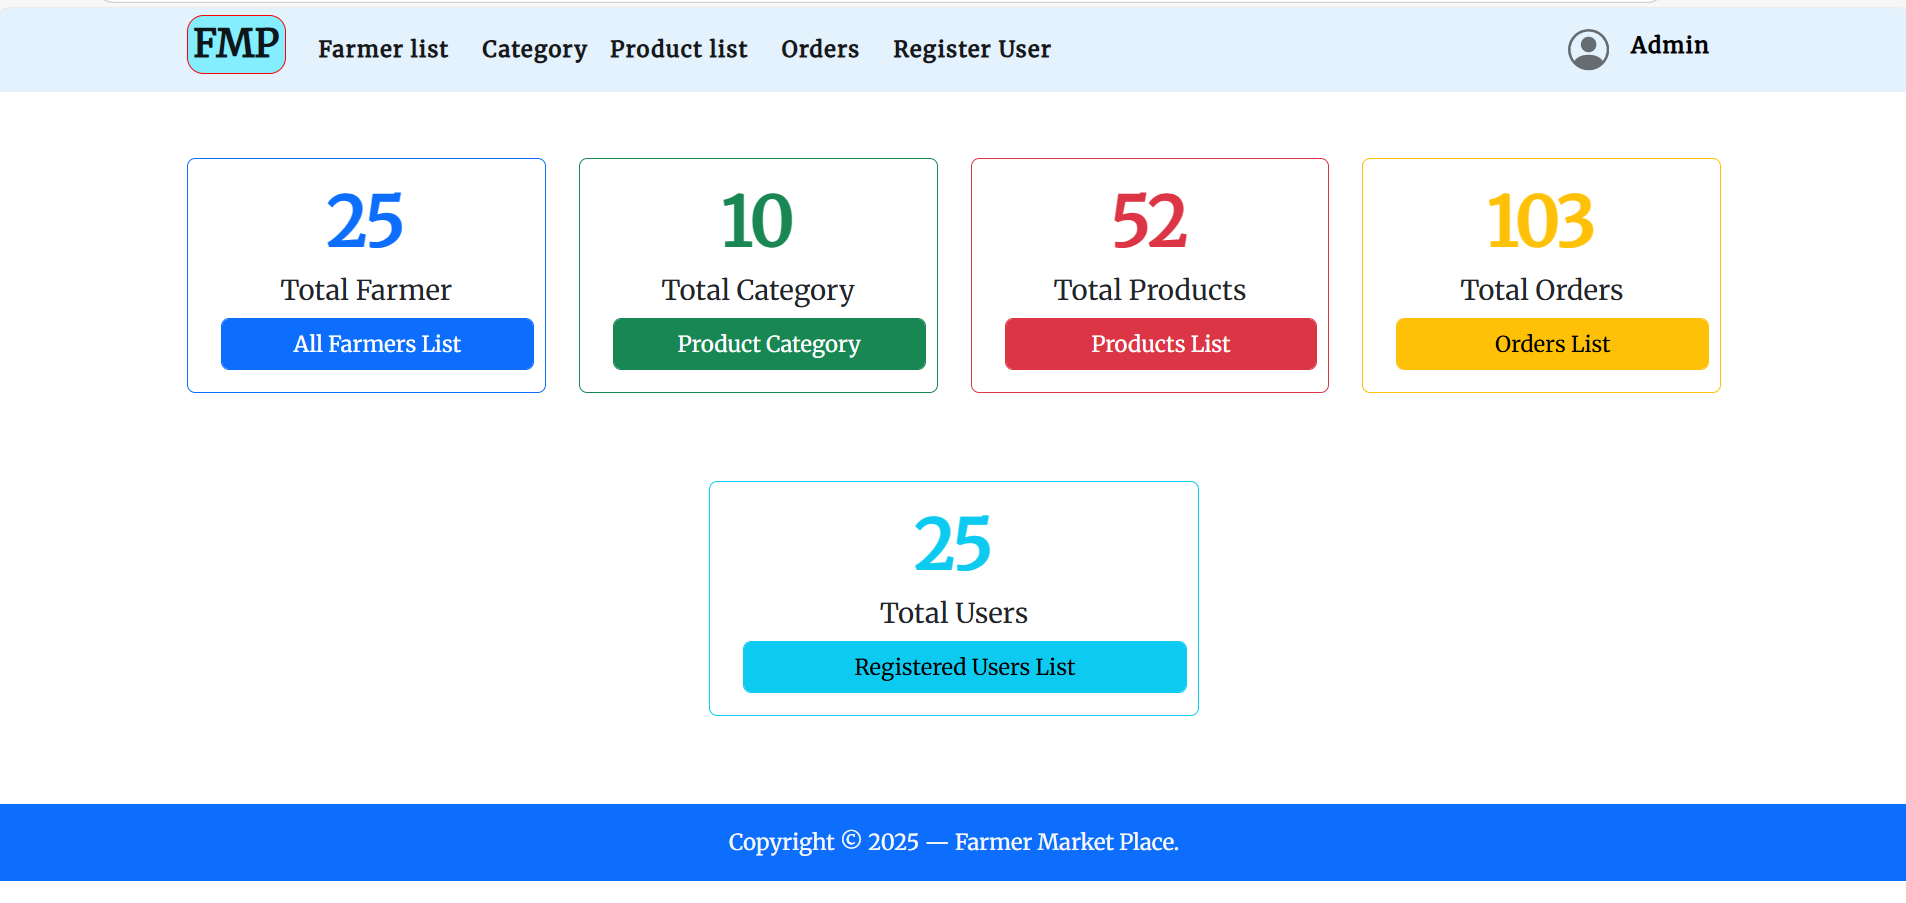 FMP Farmer list Category Product list Orders Register User Admin
25 10 52 103
Total Farmer Total Category Total Products Total Orders
All Farmers List Product Category Products List Orders List
25
Total Users
Registered Users List
Copyright © 2025 — Farmer Market Place.